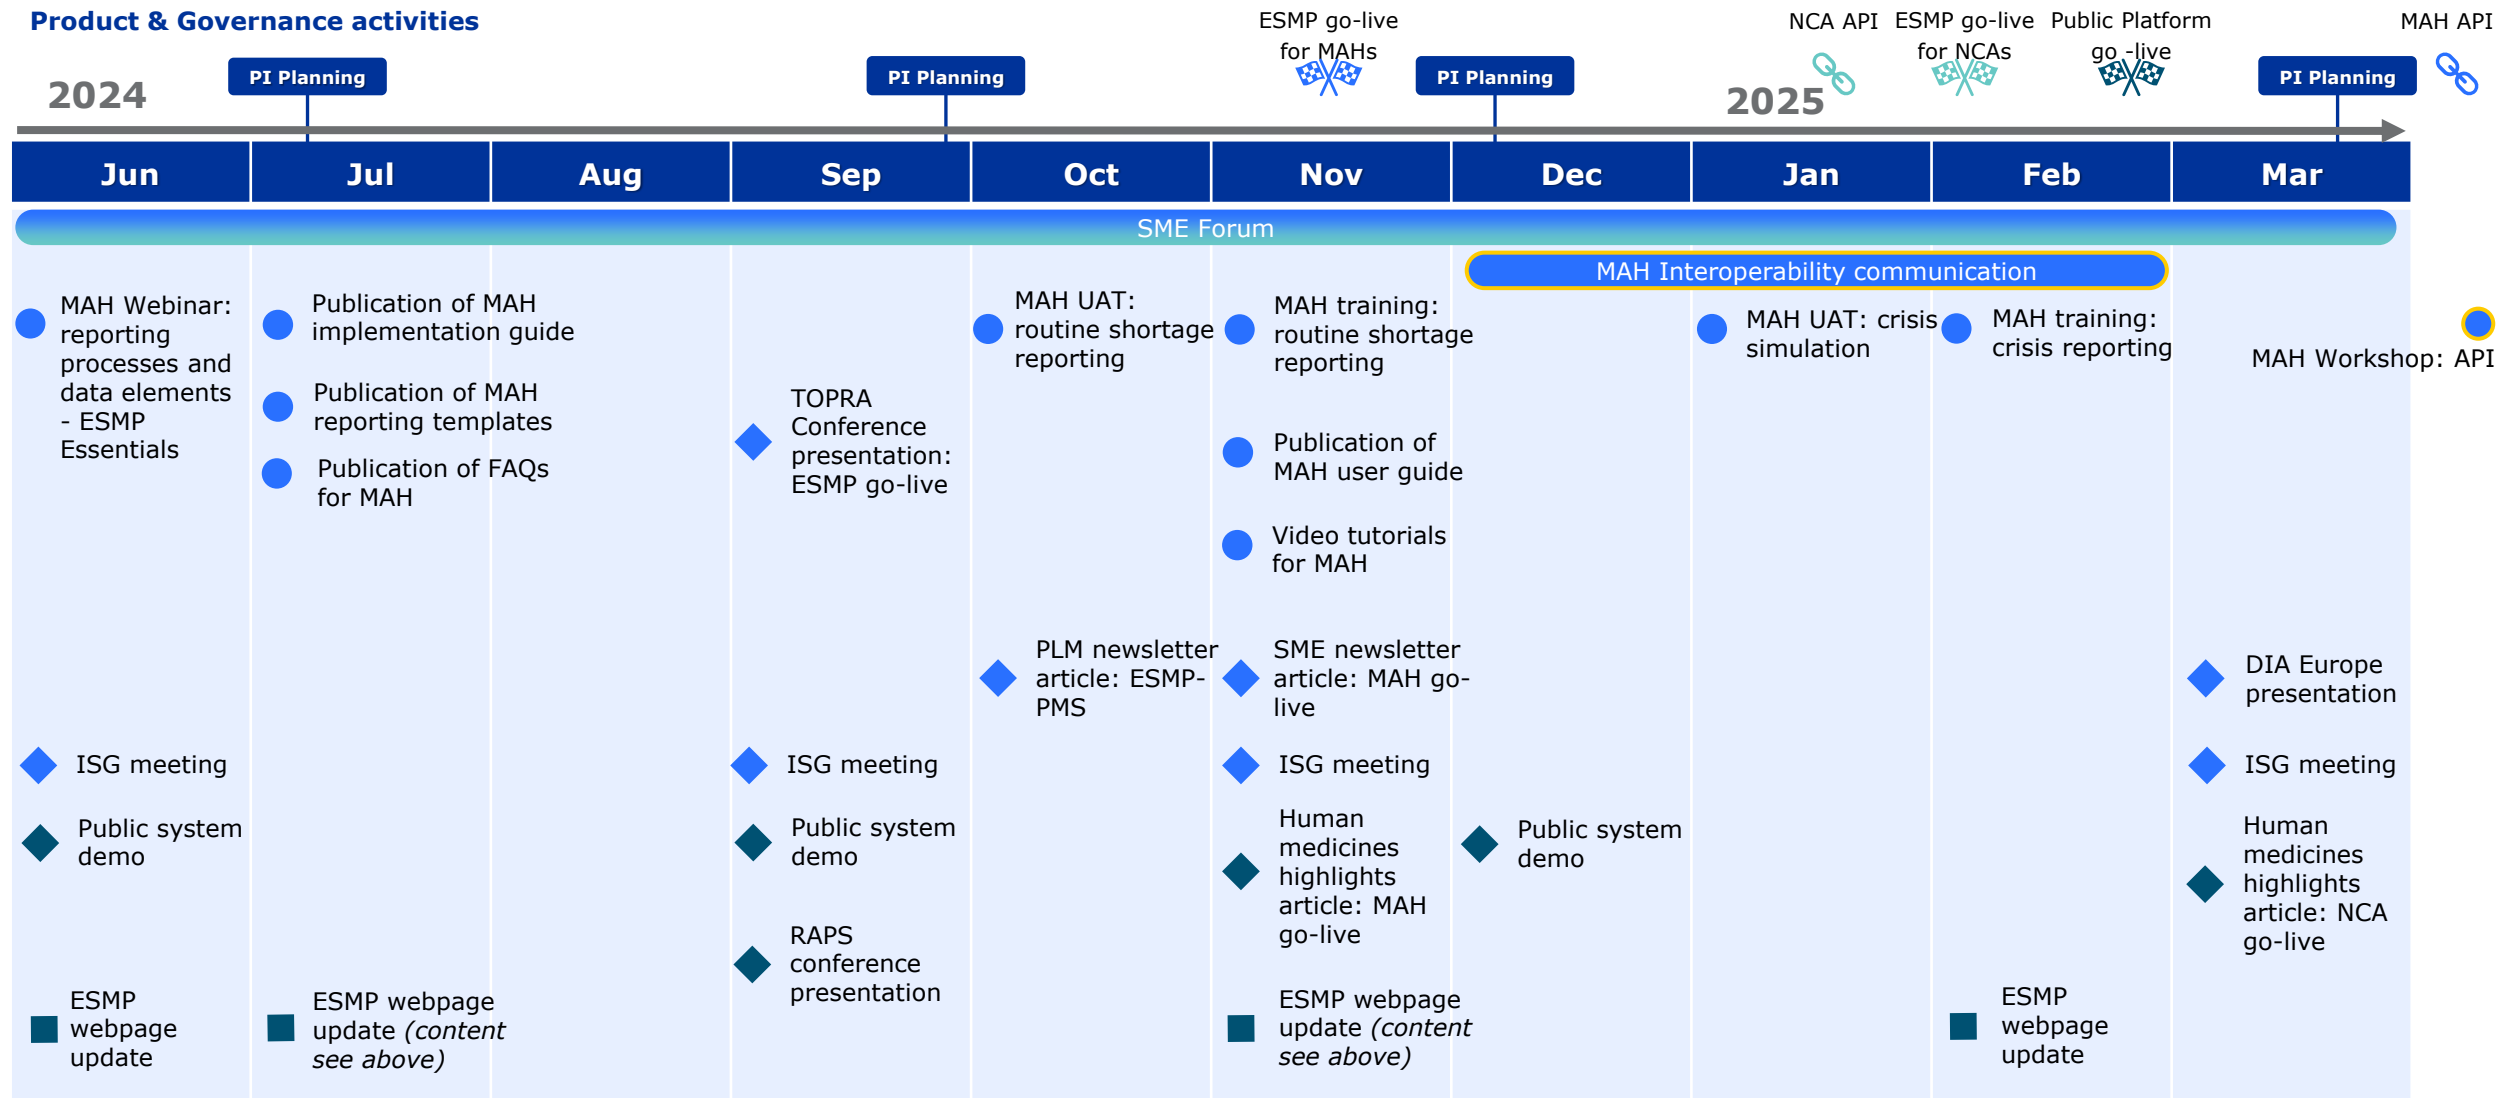 Product & Governance activities
ESMP go-live
for MAHs
NCA API
ESMP go-live
for NCAs
Public Platform
go -live
MAH API
2024
PI Planning
PI Planning
PI Planning
2025
PI Planning
Jun
Jul
Aug
Sep
Oct
Nov
Dec
Jan
Feb
Mar
SME Forum
MAH Interoperability communication
MAH Webinar:
reporting
processes and
data elements
- ESMP
Essentials
Publication of MAH
implementation guide
Publication of MAH
reporting templates
Publication of FAQs
for MAH
TOPRA
Conference
presentation:
ESMP go-live
MAH UAT:
routine shortage
reporting
MAH training:
routine shortage
reporting
Publication of
MAH user guide
Video tutorials
for MAH
MAH UAT: crisis
simulation
MAH training:
crisis reporting
MAH Workshop: API
PLM newsletter
article: ESMP-
PMS
SME newsletter
article: MAH go-
live
DIA Europe
presentation
ISG meeting
ISG meeting
ISG meeting
ISG meeting
Public system
demo
Public system
demo
Human
medicines
highlights
article: MAH
go-live
Public system
demo
Human
medicines
highlights
article: NCA
go-live
RAPS
conference
presentation
ESMP
webpage
update
ESMP webpage
update (content
see above)
ESMP webpage
update (content
see above)
ESMP
webpage
update